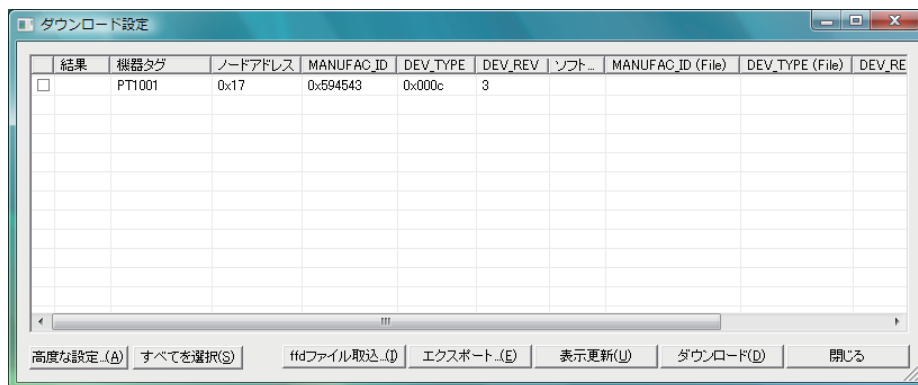 ダウンロード設定
結果 機器タグ ノードアドレス MANUFAC_ID DEV_TYPE DEV_REV ソフト... MANUFAC_ID (File) DEV_TYPE (File) DEV_RE
PT1001 0x17 0x594543 0x000c 3
高度な設定...(A) すべてを選択(S) ffdファイル取込...(I) エクスポート...(E) 表示更新(U) ダウンロード(D) 閉じる